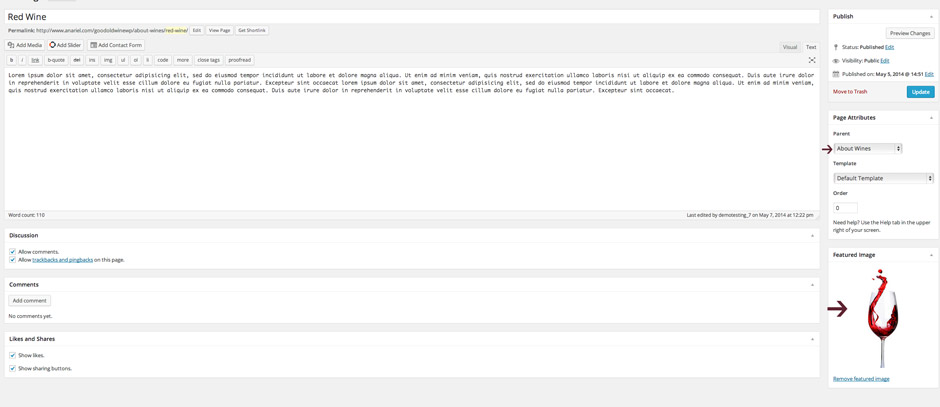 Red Wine
Permalink: http://www.anariel.com/goodoldwinewp/about-wines/red-wine/ Edit View Page Get Shortlink
Add Media Add Slider Add Contact Form
Visual Text
b i link b-quote del ins img ul ol li code more close tags proofread
Lorem ipsum dolor sit amet, consectetur adipisicing elit, sed do eiusmod tempor incididunt ut labore et dolore magna aliqua. Ut enim ad minim veniam, quis nostrud exercitation ullamco laboris nisi ut aliquip ex ea commodo consequat. Duis aute irure dolor
in reprehenderit in voluptate velit esse cillum dolore eu fugiat nulla pariatur. Excepteur sint occaecat lorem ipsum dolor sit amet, consectetur adipisicing elit, sed do eiusmod tempor incididunt ut labore et dolore magna aliqua. Ut enim ad minim veniam,
quis nostrud exercitation ullamco laboris nisi ut aliquip ex ea commodo consequat. Duis aute irure dolor in reprehenderit in voluptate velit esse cillum dolore eu fugiat nulla pariatur. Excepteur sint occaecat.
Word count: 110
Last edited by demotesting_7 on May 7, 2014 at 12:22 pm
Discussion
Allow comments.
Allow trackbacks and pingbacks on this page.
Comments
Add comment
No comments yet.
Likes and Shares
Show likes.
Show sharing buttons.
Publish
Preview Changes
Status: Published Edit
Visibility: Public Edit
Published on: May 5, 2014 @ 14:51 Edit
Move to Trash
Update
Page Attributes
Parent
About Wines
Template
Default Template
Order
0
Need help? Use the Help tab in the upper
right of your screen.
Featured Image
Remove featured image